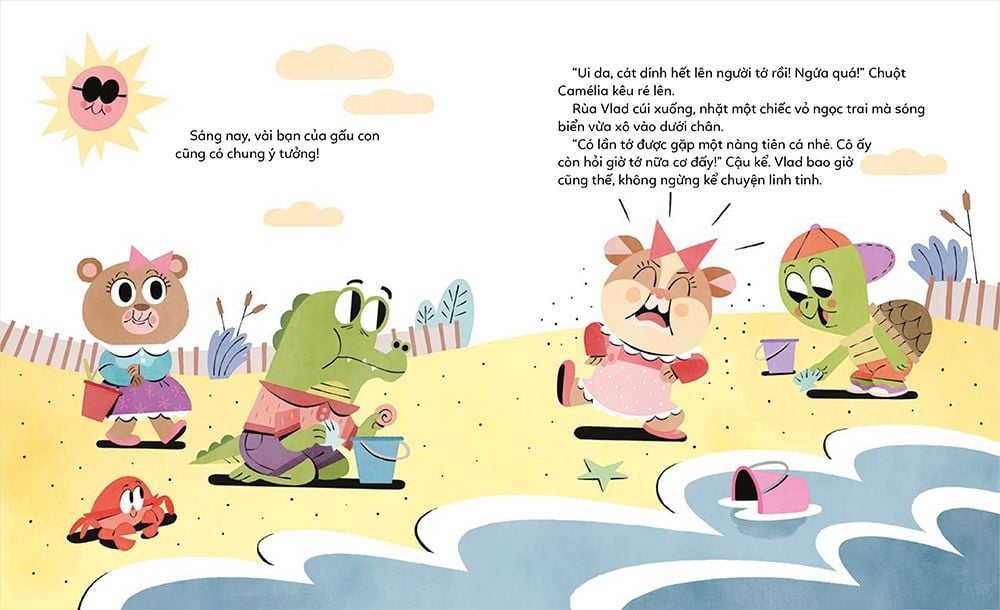 Sáng nay, vài bạn của gấu con
cũng có chung ý tưởng!
“Ui da, cát dính hết lên người tớ rồi! Ngứa quá!” Chuột
Camélia kêu ré lên.
Rùa Vlad cúi xuống, nhặt một chiếc vỏ ngọc trai mà sóng
biển vừa xô vào dưới chân.
“Có lần tớ được gặp một nàng tiên cá nhé. Cô ấy
còn hỏi giờ tớ nữa cơ đấy!” Cậu kể. Vlad bao giờ
cũng thế, không ngừng kể chuyện linh tinh.